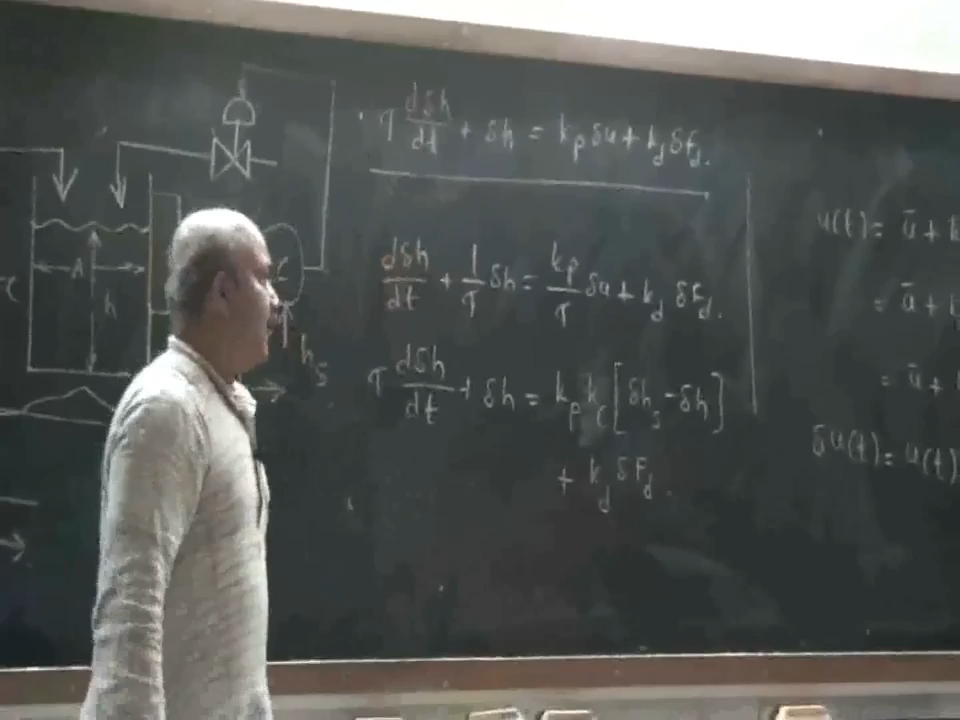 τ dδh/dt + δh = k_p δu + k_d δF_d.
dδh/dt + 1/τ δh = k_p/τ δu + k_d δF_d.
τ dδh/dt + δh = k_p k_c [δh_s - δh]
+ k_d δF_d.
A
h
h_s
u(t) = ū + k
= ū + k
= ū +
δu(t) = u(t)